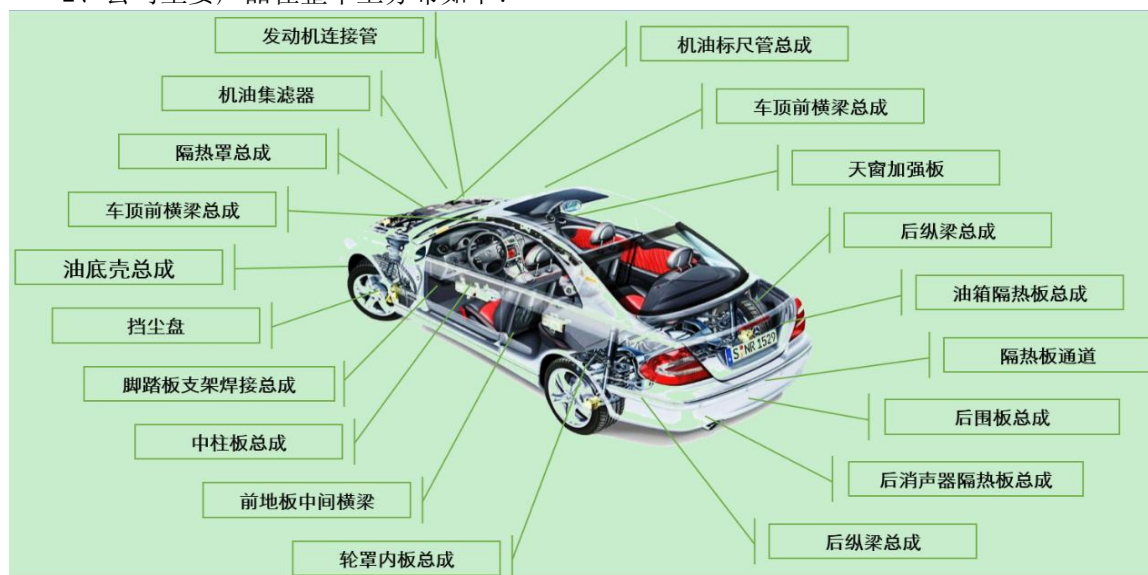 发动机连接管
机油标尺管总成
机油集滤器
车顶前横梁总成
隔热罩总成
天窗加强板
车顶前横梁总成
后纵梁总成
油底壳总成
油箱隔热板总成
挡尘盘
隔热板通道
脚踏板支架焊接总成
后围板总成
中柱板总成
后消声器隔热板总成
前地板中间横梁
后纵梁总成
轮罩内板总成
S NR 1529